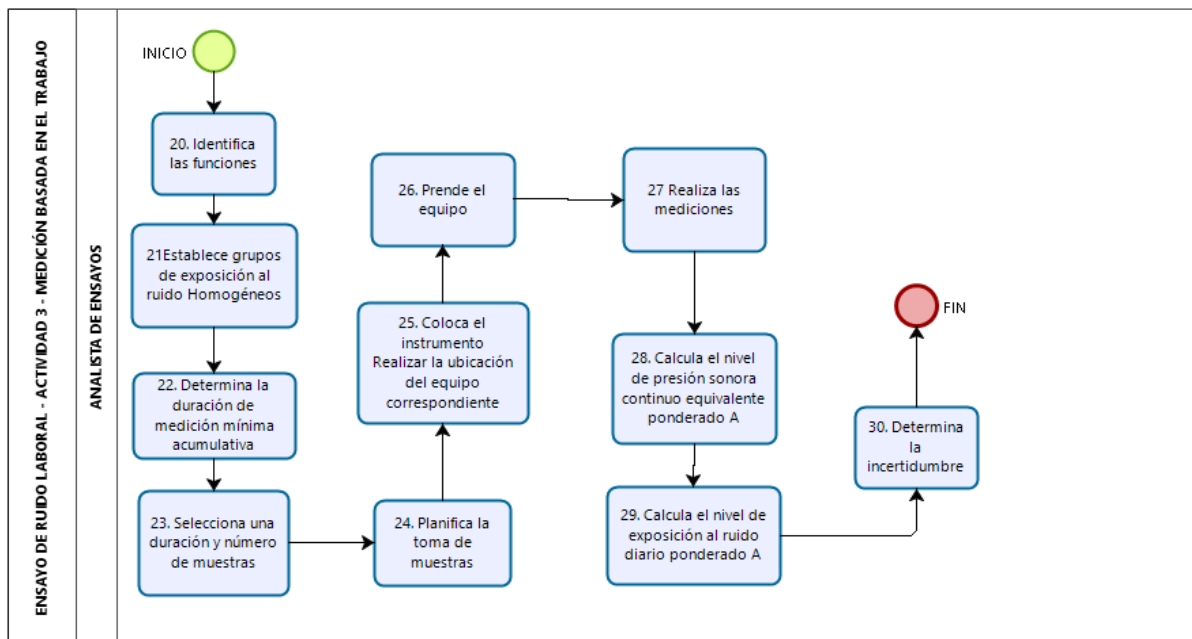 ENSAYO DE RUIDO LABORAL - ACTIVIDAD 3 - MEDICIÓN BASADA EN EL TRABAJO
ANALISTA DE ENSAYOS
INICIO
20. Identifica
las funciones
21Establece grupos
de exposición al
ruido Homogéneos
22. Determina la
duración de
medición mínima
acumulativa
23. Selecciona una
duración y número
de muestras
24. Planifica la
toma de
muestras
25. Coloca el
instrumento
Realizar la ubicación
del equipo
correspondiente
26. Prende el
equipo
27 Realiza las
mediciones
28. Calcula el nivel
de presión sonora
continuo equivalente
ponderado A
29. Calcula el nivel de
exposición al ruido
diario ponderado A
30. Determina
la
incertidumbre
FIN